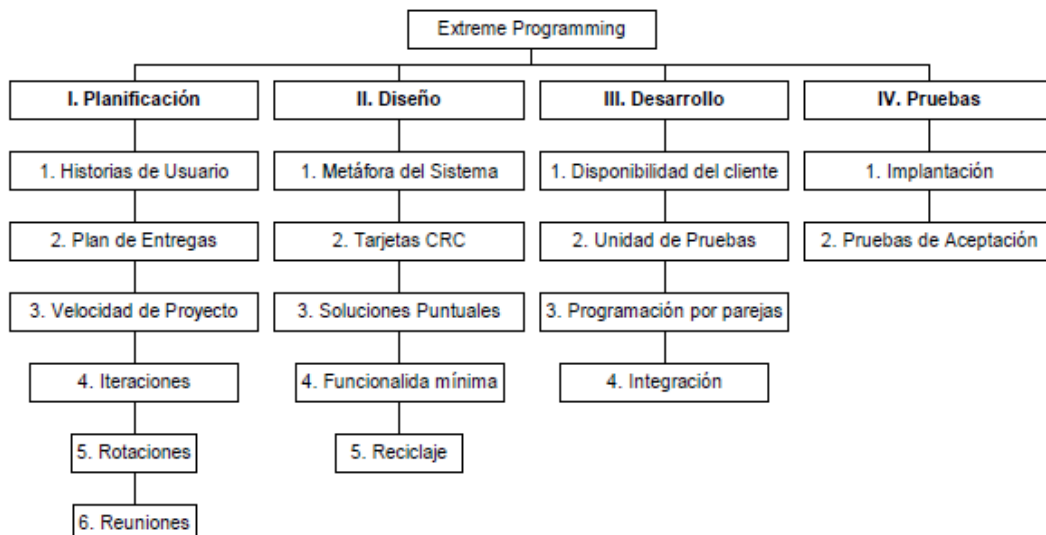 Extreme Programming
I. Planificación
1. Historias de Usuario
2. Plan de Entregas
3. Velocidad de Proyecto
4. Iteraciones
5. Rotaciones
6. Reuniones
II. Diseño
1. Metáfora del Sistema
2. Tarjetas CRC
3. Soluciones Puntuales
4. Funcionalida mínima
5. Reciclaje
III. Desarrollo
1. Disponibilidad del cliente
2. Unidad de Pruebas
3. Programación por parejas
4. Integración
IV. Pruebas
1. Implantación
2. Pruebas de Aceptación